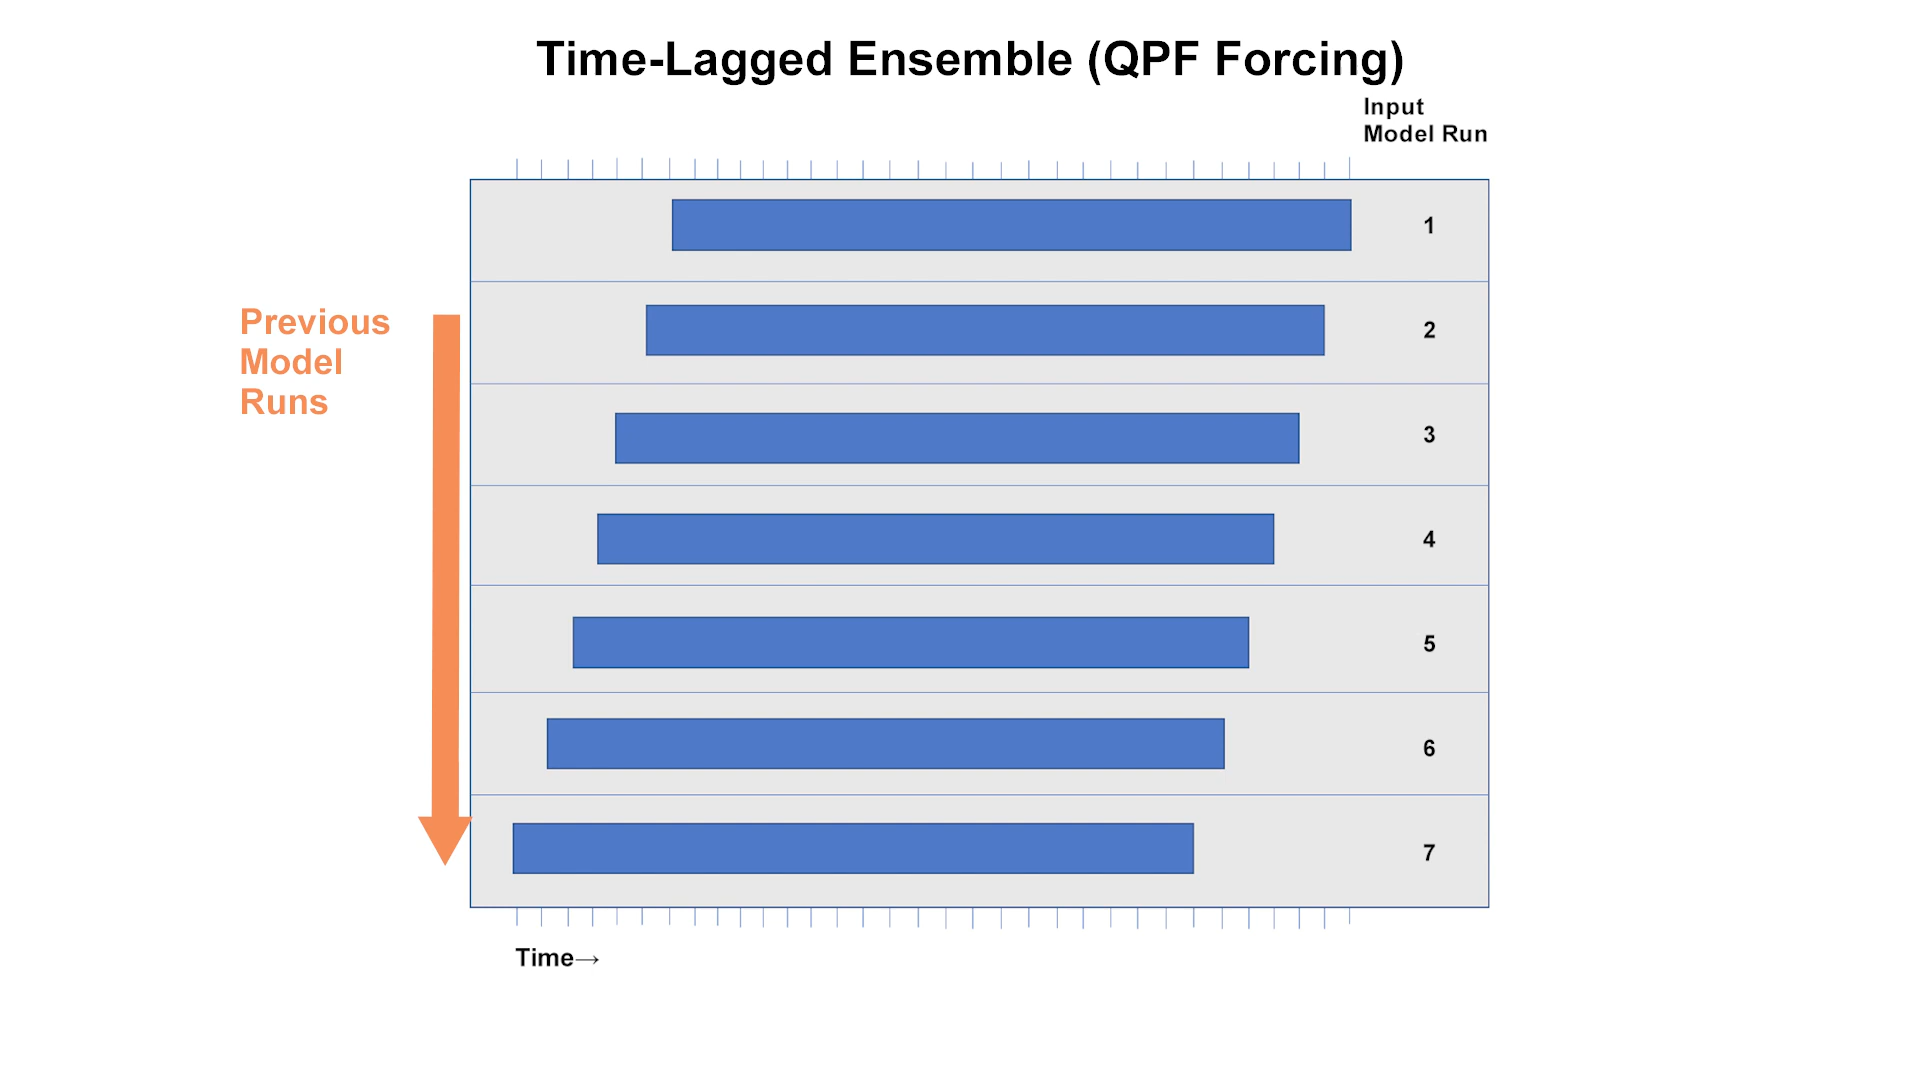 Time-Lagged Ensemble (QPF Forcing)
Input
Model Run
1
2
3
4
5
6
7
Previous
Model
Runs
Time→